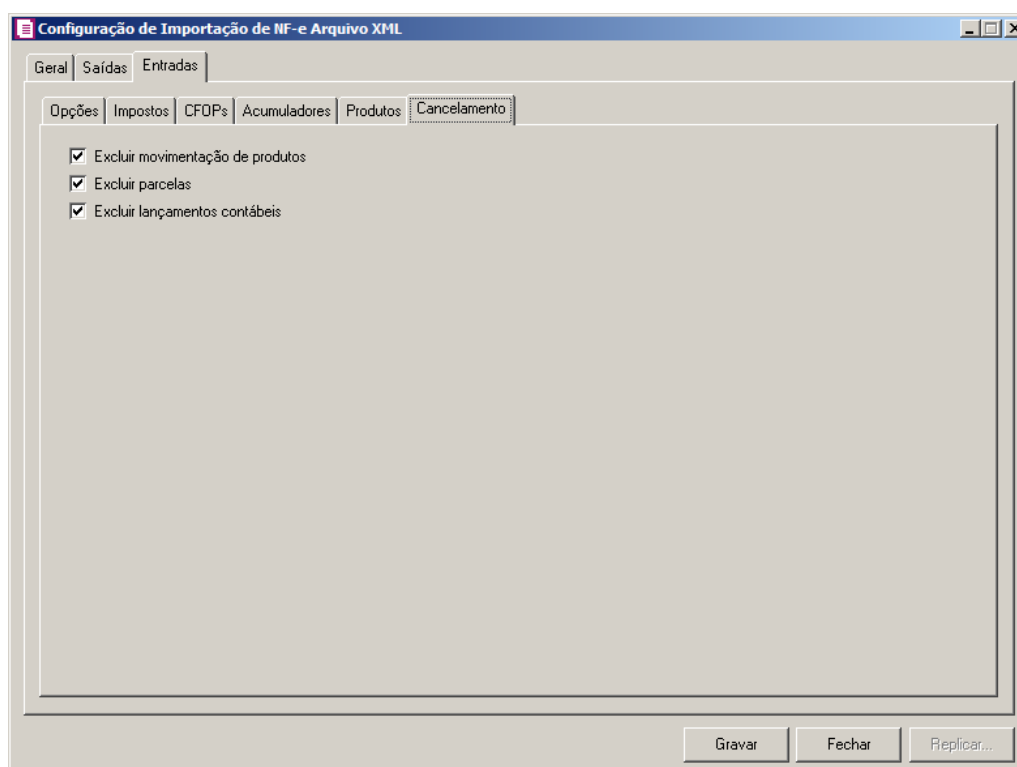 Configuração de Importação de NF-e Arquivo XML
Geral Saídas Entradas
Opções Impostos CFOPs Acumuladores Produtos Cancelamento
Excluir movimentação de produtos
Excluir parcelas
Excluir lançamentos contábeis
Gravar Fechar Replicar...